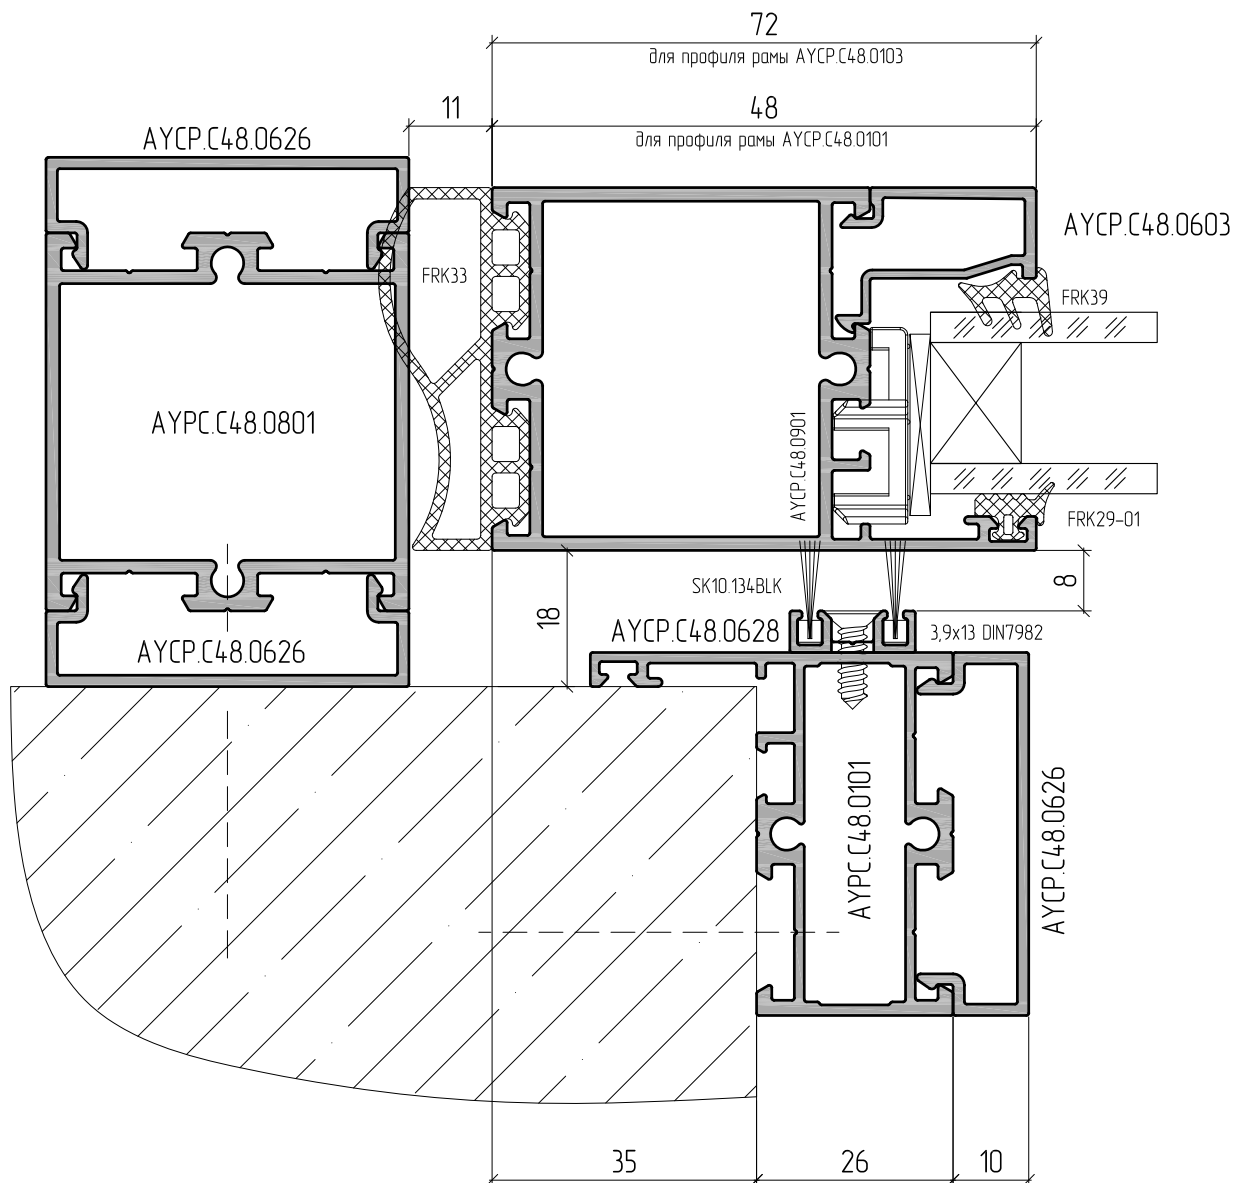 72
для профиля рамы AYCP.C48.0103
11
48
для профиля рамы AYCP.C48.0101
AYCP.C48.0626
AYCP.C48.0603
FRK33
FRK39
AYPC.C48.0801
AYCP.C48.0901
FRK29-01
SK10.134BLK
8
18
AYCP.C48.0628
3,9x13 DIN7982
AYCP.C48.0626
AYPC.C48.0101
AYCP.C48.0626
35
26
10